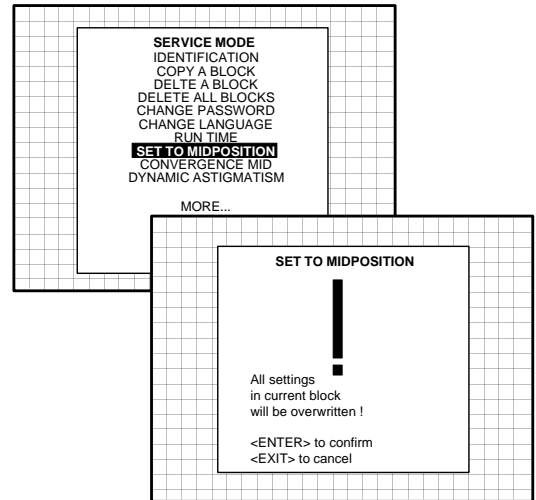 SERVICE MODE
IDENTIFICATION
COPY A BLOCK
DELTE A BLOCK
DELETE ALL BLOCKS
CHANGE PASSWORD
CHANGE LANGUAGE
RUN TIME
SET TO MIDPOSITION
CONVERGENCE MID
DYNAMIC ASTIGMATISM
MORE...
SET TO MIDPOSITION
!
All settings
in current block
will be overwritten !
<ENTER> to confirm
<EXIT> to cancel